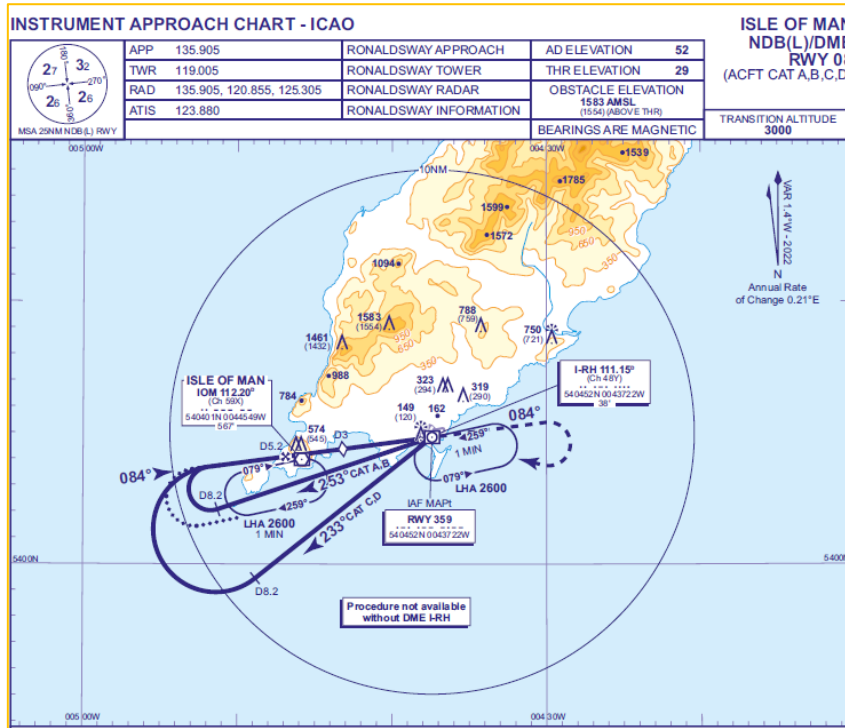 INSTRUMENT APPROACH CHART - ICAO
ISLE OF MAN
NDB(L)/DME
RWY 08
(ACFT CAT A,B,C,D
180°
27 32
090° 270°
26 26
360°
MSA 25NM NDB(L) RWY
APP 135.905 RONALDSWAY APPROACH
TWR 119.005 RONALDSWAY TOWER
RAD 135.905, 120.855, 125.305 RONALDSWAY RADAR
ATIS 123.880 RONALDSWAY INFORMATION
AD ELEVATION 52
THR ELEVATION 29
OBSTACLE ELEVATION
1583 AMSL
(1554) (ABOVE THR)
BEARINGS ARE MAGNETIC
TRANSITION ALTITUDE
3000
005 00W
004 30W
10NM
1539
1785
1599
1572
950
650
350
VAR 1.4°W - 2022
N
Annual Rate
of Change 0.21°E
1094
1583
(1554)
950
650
350
788
(759)
750
(721)
1461
(1432)
988
784
323
(294)
319
(290)
149
(120)
162
574
(545)
ISLE OF MAN
IOM 112.20°
(Ch 59X)
540401N 0044549W
567'
I-RH 111.15°
(Ch 48Y)
540452N 0043722W
38'
D5.2
D3
084°
084°
079°
259°
1 MIN
079°
LHA 2600
259°
253° CAT A,B
233° CAT C,D
D8.2
LHA 2600
1 MIN
D8.2
IAF MAPt
RWY 359
540452N 0043722W
5400N
5400N
Procedure not available
without DME I-RH
005 00W
004 30W